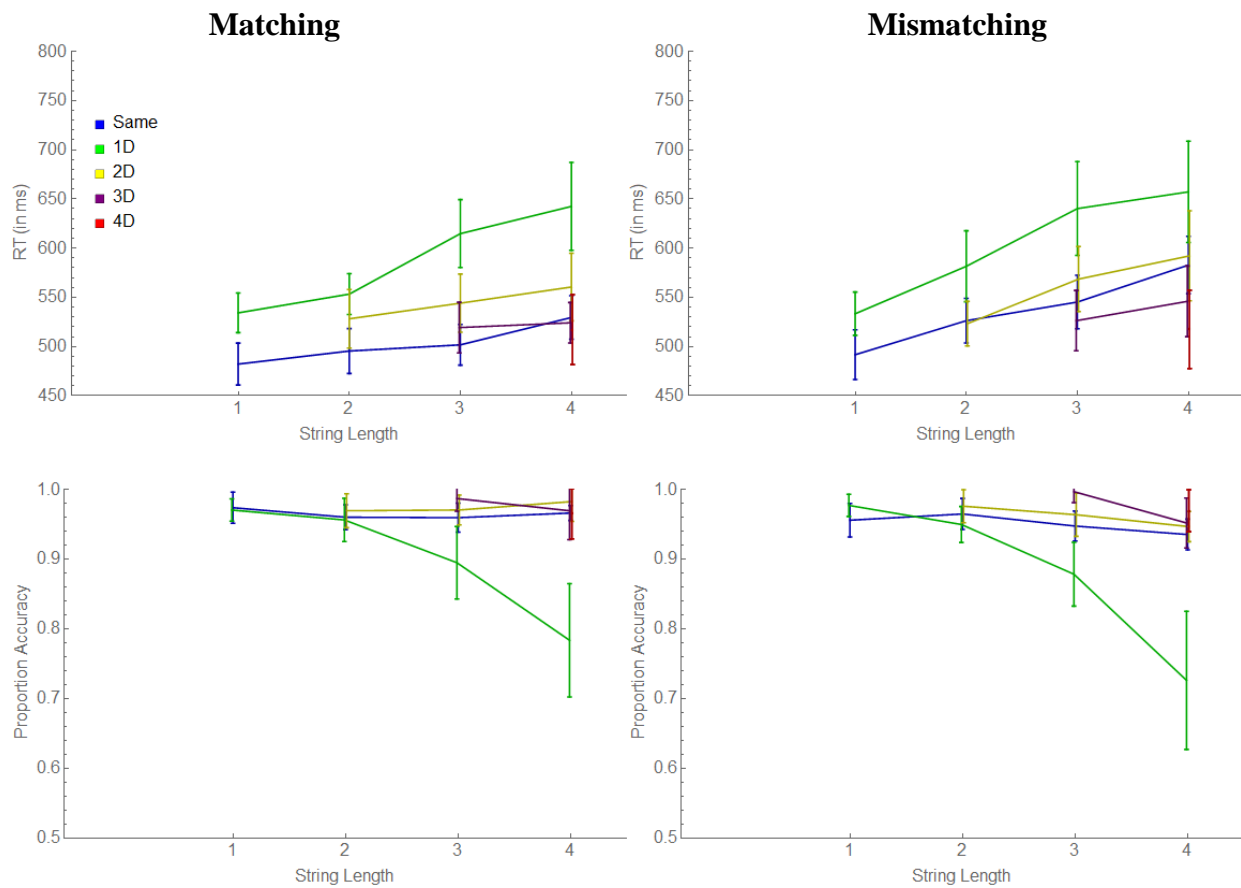 Matching
800
750
700
650
600
550
500
450
RT (in ms)
Same
1D
2D
3D
4D
1 2 3 4
String Length
Mismatching
800
750
700
650
600
550
500
450
RT (in ms)
1 2 3 4
String Length
1.0
0.9
0.8
0.7
0.6
0.5
Proportion Accuracy
1 2 3 4
String Length
1.0
0.9
0.8
0.7
0.6
0.5
Proportion Accuracy
1 2 3 4
String Length